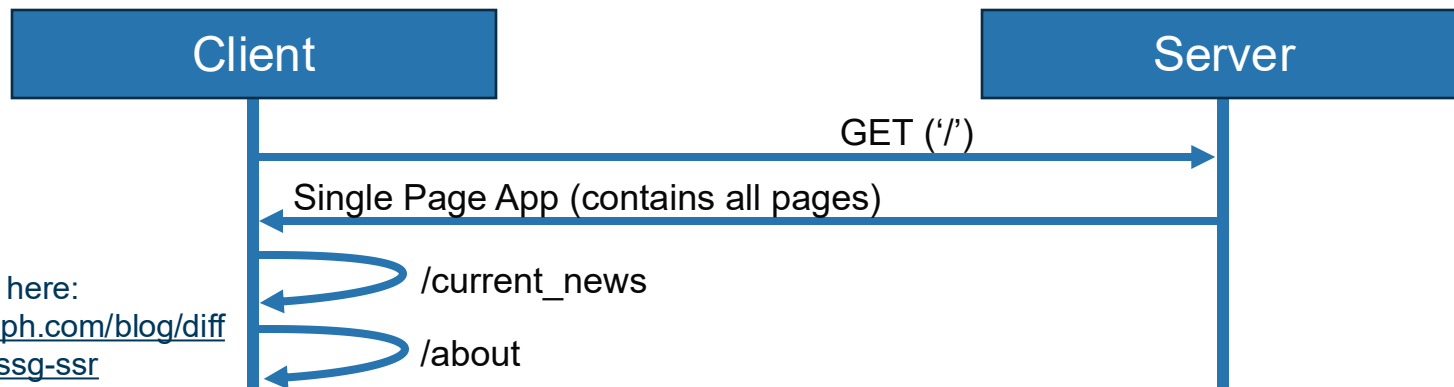 Client
Server
GET (‘/’)
Single Page App (contains all pages)
/current_news
/about
here:
ph.com/blog/diff
ssg-ssr